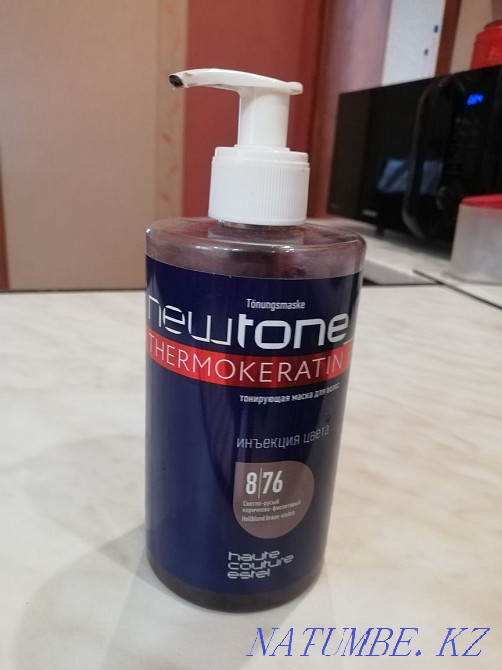 Tönungsmaske
newtone
THERMOKERATIN
тонирующая маска для волос
инъекция цвета
8|76
Светло-русый
коричнево-фиолетовый
Hellblond braun-violett
haute
couture
estel
NATUMBE. KZ